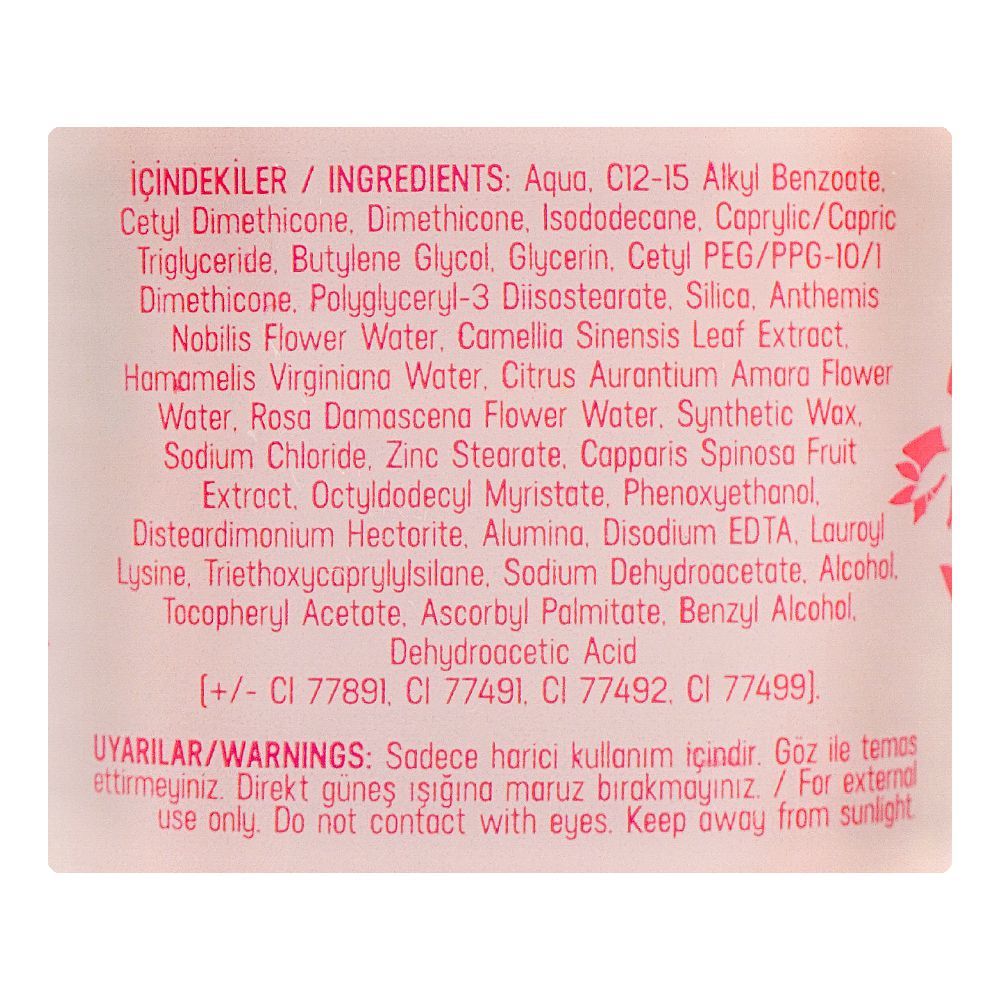 İÇİNDEKİLER / INGREDIENTS: Aqua, C12-15 Alkyl Benzoate,
Cetyl Dimethicone, Dimethicone, Isododecane, Caprylic/Capric
Triglyceride, Butylene Glycol, Glycerin, Cetyl PEG/PPG-10/1
Dimethicone, Polyglyceryl-3 Diisostearate, Silica, Anthemis
Nobilis Flower Water, Camellia Sinensis Leaf Extract,
Hamamelis Virginiana Water, Citrus Aurantium Amara Flower
Water, Rosa Damascena Flower Water, Synthetic Wax,
Sodium Chloride, Zinc Stearate, Capparis Spinosa Fruit
Extract, Octyldodecyl Myristate, Phenoxyethanol,
Disteardimonium Hectorite, Alumina, Disodium EDTA, Lauroyl
Lysine, Triethoxycaprylylsilane, Sodium Dehydroacetate, Alcohol,
Tocopheryl Acetate, Ascorbyl Palmitate, Benzyl Alcohol,
Dehydroacetic Acid
(+/- CI 77891, CI 77491, CI 77492, CI 77499).
UYARILAR/WARNINGS: Sadece harici kullanım içindir. Göz ile temas
ettirmeyiniz. Direkt güneş ışığına maruz bırakmayınız. / For external
use only. Do not contact with eyes. Keep away from sunlight.